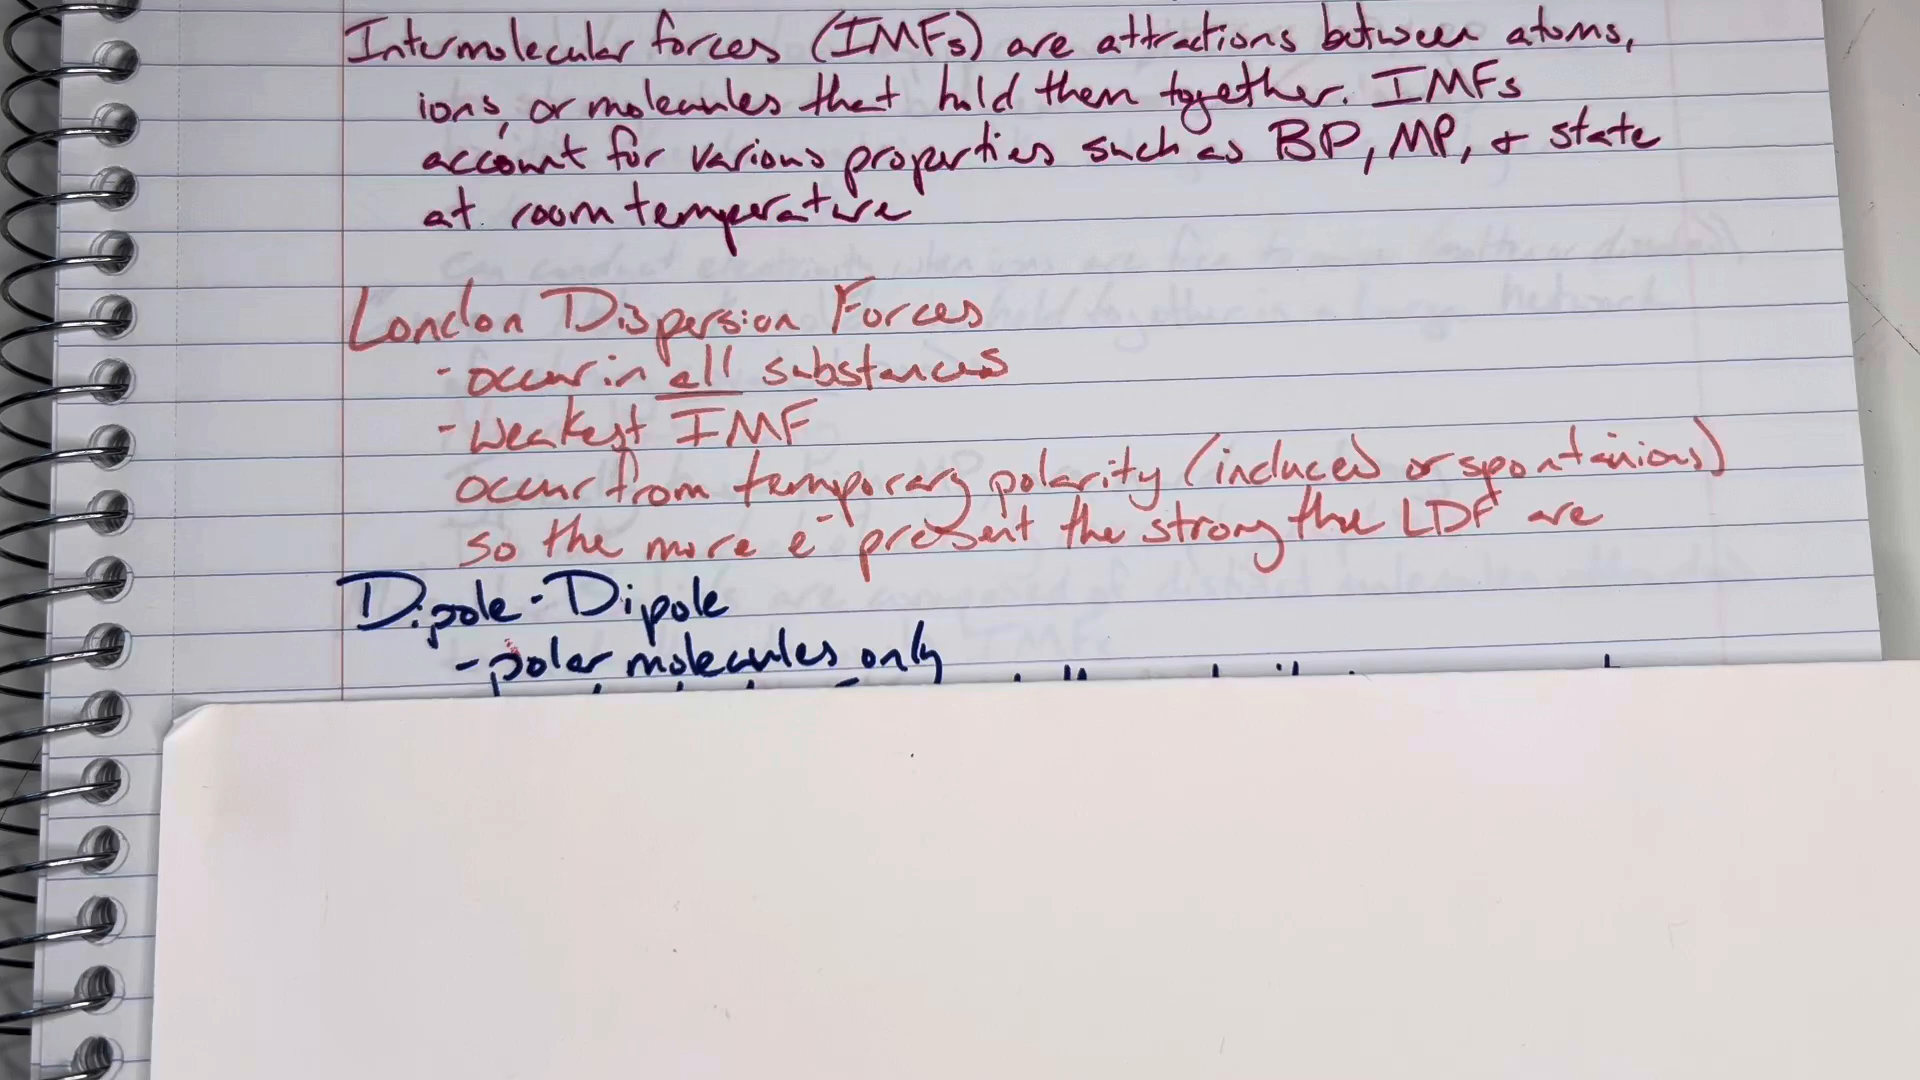 Intermolecular forces (IMFs) are attractions between atoms,
ions, or molecules that hold them together. IMFs
account for various properties such as BP, MP, + state
at room temperature
London Dispersion Forces
- occur in all substances
- weakest IMF
occur from temporary polarity (induced or spontanious)
so the more e⁻ present the strong the LDF are
Dipole-Dipole
- polar molecules only